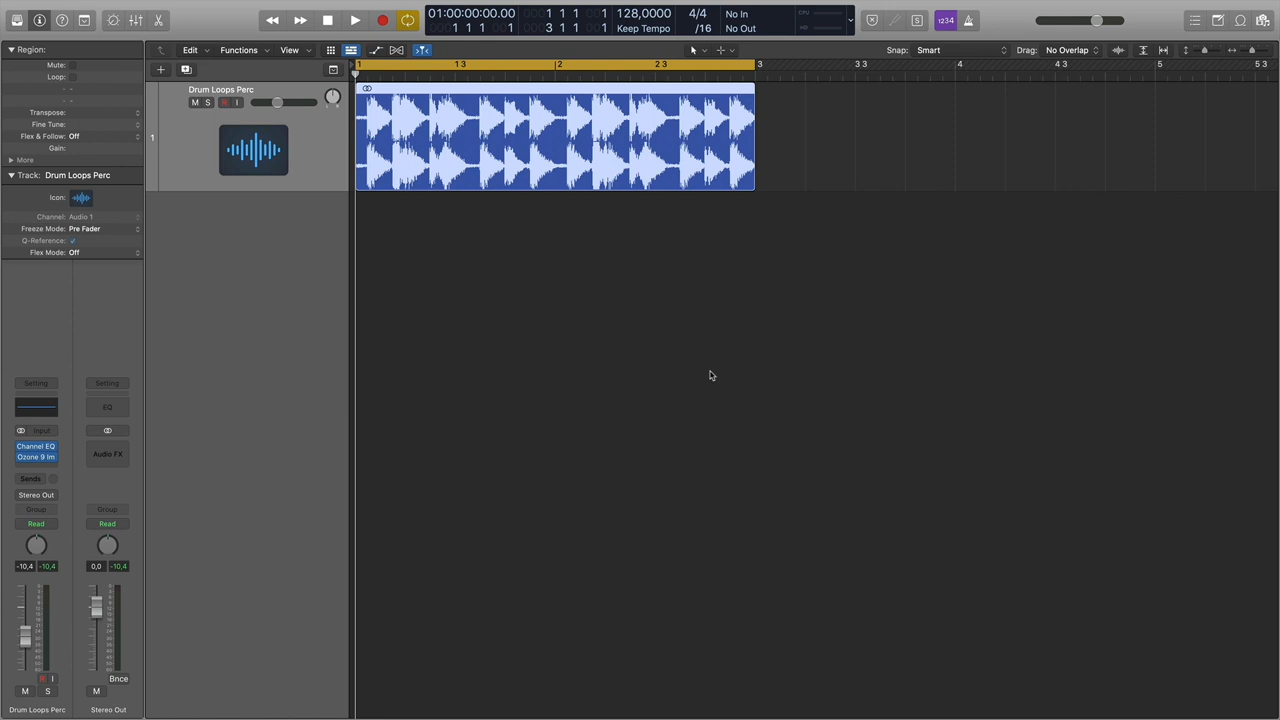 01:00:00:00.00
1 1 1 1
128,0000
4/4
No In
1 1 1 1
3 1 1 1
Keep Tempo
/16
No Out
CPU
HD
1234
Region:
Edit
Functions
View
Snap: Smart
Drag: No Overlap
Mute:
Loop:
Transpose:
Fine Tune:
Flex & Follow: Off
Gain:
More
Track: Drum Loops Perc
Icon:
Channel: Audio 1
Freeze Mode: Pre Fader
Q-Reference:
Flex Mode: Off
1 1 3 2 2 3 3 3 3 4 4 3 5 5 3
Drum Loops Perc
M S R I
L R
1
Setting Setting
EQ
Input
Channel EQ
Ozone 9 Im
Audio FX
Sends
Stereo Out
Group Group
Read Read
-10,4 -10,4 0,0 -10,4
R I Bnce
M S M
Drum Loops Perc Stereo Out